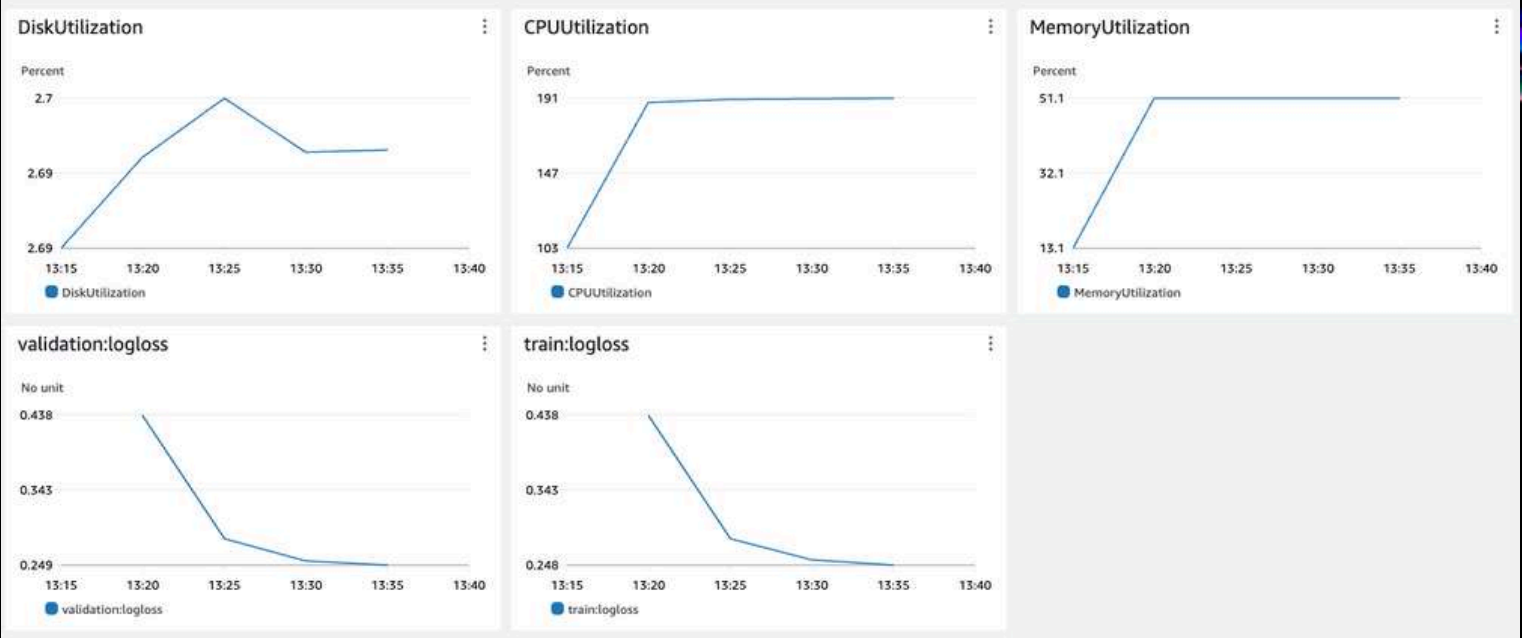 DiskUtilization
Percent
2.7
2.69
2.69
13:15 13:20 13:25 13:30 13:35 13:40
DiskUtilization
CPUUtilization
Percent
191
147
103
13:15 13:20 13:25 13:30 13:35 13:40
CPUUtilization
MemoryUtilization
Percent
51.1
32.1
13.1
13:15 13:20 13:25 13:30 13:35 13:40
MemoryUtilization
validation:logloss
No unit
0.438
0.343
0.249
13:15 13:20 13:25 13:30 13:35 13:40
validation:logloss
train:logloss
No unit
0.438
0.343
0.248
13:15 13:20 13:25 13:30 13:35 13:40
train:logloss